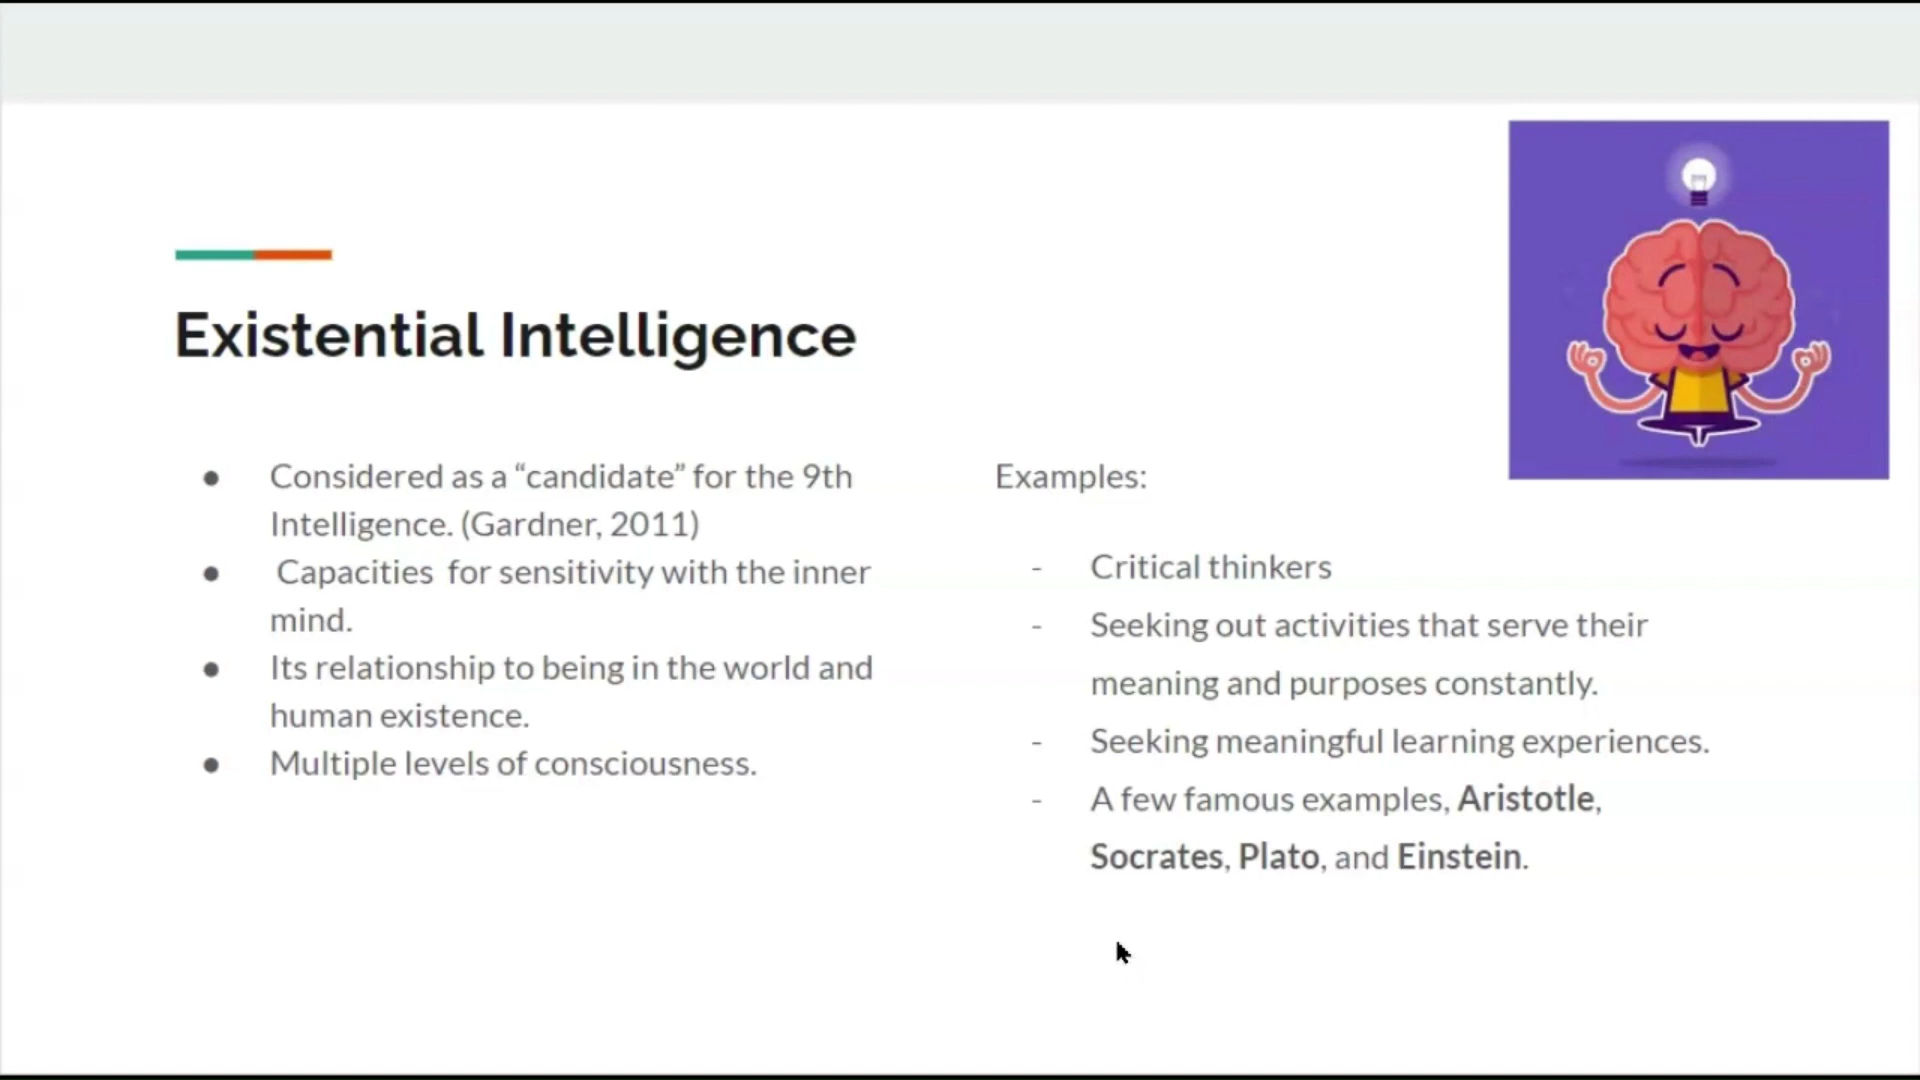 Existential Intelligence
● Considered as a “candidate” for the 9th
Intelligence. (Gardner, 2011)
● Capacities for sensitivity with the inner
mind.
● Its relationship to being in the world and
human existence.
● Multiple levels of consciousness.
Examples:
- Critical thinkers
- Seeking out activities that serve their
meaning and purposes constantly.
- Seeking meaningful learning experiences.
- A few famous examples, Aristotle,
Socrates, Plato, and Einstein.